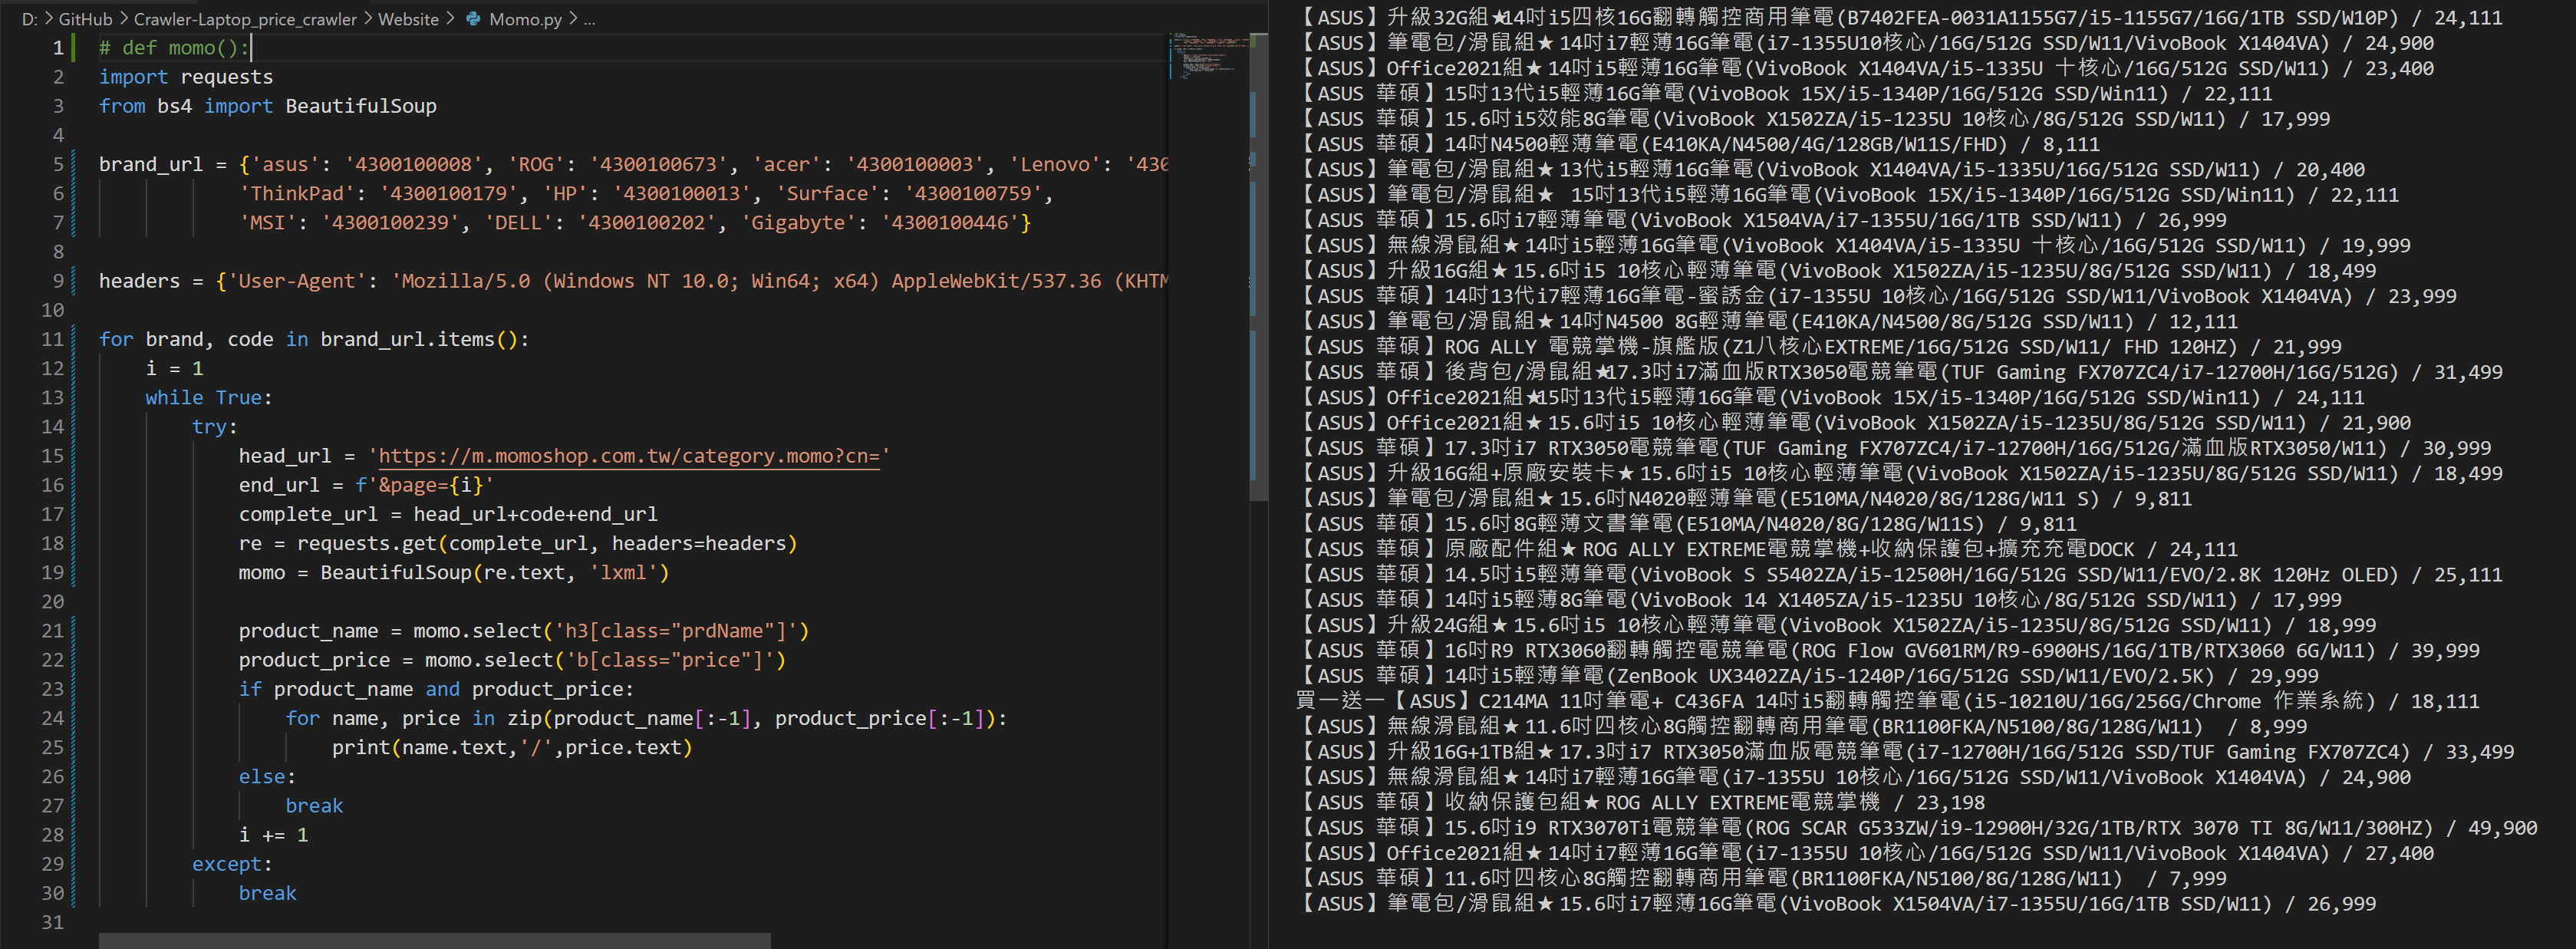 D: > GitHub > Crawler-Laptop_price_crawler > Website > Momo.py > ...
1 # def momo():
2 import requests
3 from bs4 import BeautifulSoup
4
5 brand_url = {'asus': '4300100008', 'ROG': '4300100673', 'acer': '4300100003', 'Lenovo': '430
6 'ThinkPad': '4300100179', 'HP': '4300100013', 'Surface': '4300100759',
7 'MSI': '4300100239', 'DELL': '4300100202', 'Gigabyte': '4300100446'}
8
9 headers = {'User-Agent': 'Mozilla/5.0 (Windows NT 10.0; Win64; x64) AppleWebKit/537.36 (KHTM
10
11 for brand, code in brand_url.items():
12 i = 1
13 while True:
14 try:
15 head_url = 'https://m.momoshop.com.tw/category.momo?cn='
16 end_url = f'&page={i}'
17 complete_url = head_url+code+end_url
18 re = requests.get(complete_url, headers=headers)
19 momo = BeautifulSoup(re.text, 'lxml')
20
21 product_name = momo.select('h3[class="prdName"]')
22 product_price = momo.select('b[class="price"]')
23 if product_name and product_price:
24 for name, price in zip(product_name[:-1], product_price[:-1]):
25 print(name.text,'/',price.text)
26 else:
27 break
28 i += 1
29 except:
30 break
31
【ASUS】升級32G組★14吋i5四核16G翻轉觸控商用筆電(B7402FEA-0031A1155G7/i5-1155G7/16G/1TB SSD/W10P) / 24,111
【ASUS】筆電包/滑鼠組★14吋i7輕薄16G筆電(i7-1355U10核心/16G/512G SSD/W11/VivoBook X1404VA) / 24,900
【ASUS】Office2021組★14吋i5輕薄16G筆電(VivoBook X1404VA/i5-1335U 十核心/16G/512G SSD/W11) / 23,400
【ASUS 華碩】15吋13代i5輕薄16G筆電(VivoBook 15X/i5-1340P/16G/512G SSD/Win11) / 22,111
【ASUS 華碩】15.6吋i5效能8G筆電(VivoBook X1502ZA/i5-1235U 10核心/8G/512G SSD/W11) / 17,999
【ASUS 華碩】14吋N4500輕薄筆電(E410KA/N4500/4G/128GB/W11S/FHD) / 8,111
【ASUS】筆電包/滑鼠組★13代i5輕薄16G筆電(VivoBook X1404VA/i5-1335U/16G/512G SSD/W11) / 20,400
【ASUS】筆電包/滑鼠組★ 15吋13代i5輕薄16G筆電(VivoBook 15X/i5-1340P/16G/512G SSD/Win11) / 22,111
【ASUS 華碩】15.6吋i7輕薄筆電(VivoBook X1504VA/i7-1355U/16G/1TB SSD/W11) / 26,999
【ASUS】無線滑鼠組★14吋i5輕薄16G筆電(VivoBook X1404VA/i5-1335U 十核心/16G/512G SSD/W11) / 19,999
【ASUS】升級16G組★15.6吋i5 10核心輕薄筆電(VivoBook X1502ZA/i5-1235U/8G/512G SSD/W11) / 18,499
【ASUS 華碩】14吋13代i7輕薄16G筆電-蜜誘金(i7-1355U 10核心/16G/512G SSD/W11/VivoBook X1404VA) / 23,999
【ASUS】筆電包/滑鼠組★14吋N4500 8G輕薄筆電(E410KA/N4500/8G/512G SSD/W11) / 12,111
【ASUS 華碩】ROG ALLY 電競掌機-旗艦版(Z1八核心EXTREME/16G/512G SSD/W11/ FHD 120HZ) / 21,999
【ASUS】後背包/滑鼠組★17.3吋i7滿血版RTX3050電競筆電(TUF Gaming FX707ZC4/i7-12700H/16G/512G) / 31,499
【ASUS】Office2021組★15吋13代i5輕薄16G筆電(VivoBook 15X/i5-1340P/16G/512G SSD/Win11) / 24,111
【ASUS】Office2021組★15.6吋i5 10核心輕薄筆電(VivoBook X1502ZA/i5-1235U/8G/512G SSD/W11) / 21,900
【ASUS 華碩】17.3吋i7 RTX3050電競筆電(TUF Gaming FX707ZC4/i7-12700H/16G/512G/滿血版RTX3050/W11) / 30,999
【ASUS】升級16G組+原廠安裝卡★15.6吋i5 10核心輕薄筆電(VivoBook X1502ZA/i5-1235U/8G/512G SSD/W11) / 18,499
【ASUS】筆電包/滑鼠組★15.6吋N4020輕薄筆電(E510MA/N4020/8G/128G/W11 S) / 9,811
【ASUS 華碩】15.6吋8G輕薄文書筆電(E510MA/N4020/8G/128G/W11S) / 9,811
【ASUS 華碩】原廠配件組★ROG ALLY EXTREME電競掌機+收納保護包+擴充充電DOCK / 24,111
【ASUS 華碩】14.5吋i5輕薄筆電(VivoBook S S5402ZA/i5-12500H/16G/512G SSD/W11/EVO/2.8K 120Hz OLED) / 25,111
【ASUS 華碩】14吋i5輕薄8G筆電(VivoBook 14 X1405ZA/i5-1235U 10核心/8G/512G SSD/W11) / 17,999
【ASUS】升級24G組★15.6吋i5 10核心輕薄筆電(VivoBook X1502ZA/i5-1235U/8G/512G SSD/W11) / 18,999
【ASUS 華碩】16吋R9 RTX3060翻轉觸控電競筆電(ROG Flow GV601RM/R9-6900HS/16G/1TB/RTX3060 6G/W11) / 39,999
【ASUS 華碩】14吋i5輕薄筆電(ZenBook UX3402ZA/i5-1240P/16G/512G SSD/W11/EVO/2.5K) / 29,999
買一送一【ASUS】C214MA 11吋筆電+ C436FA 14吋i5翻轉觸控筆電(i5-10210U/16G/256G/Chrome 作業系統) / 18,111
【ASUS】無線滑鼠組★11.6吋四核心8G觸控翻轉商用筆電(BR1100FKA/N5100/8G/128G/W11)  / 8,999
【ASUS】升級16G+1TB組★17.3吋i7 RTX3050滿血版電競筆電(i7-12700H/16G/512G SSD/TUF Gaming FX707ZC4) / 33,499
【ASUS】無線滑鼠組★14吋i7輕薄16G筆電(i7-1355U 10核心/16G/512G SSD/W11/VivoBook X1404VA) / 24,900
【ASUS 華碩】收納保護包組★ROG ALLY EXTREME電競掌機 / 23,198
【ASUS 華碩】15.6吋i9 RTX3070Ti電競筆電(ROG SCAR G533ZW/i9-12900H/32G/1TB/RTX 3070 TI 8G/W11/300HZ) / 49,900
【ASUS】Office2021組★14吋i7輕薄16G筆電(i7-1355U 10核心/16G/512G SSD/W11/VivoBook X1404VA) / 27,400
【ASUS 華碩】11.6吋四核心8G觸控翻轉商用筆電(BR1100FKA/N5100/8G/128G/W11)  / 7,999
【ASUS】筆電包/滑鼠組★15.6吋i7輕薄16G筆電(VivoBook X1504VA/i7-1355U/16G/1TB SSD/W11) / 26,999